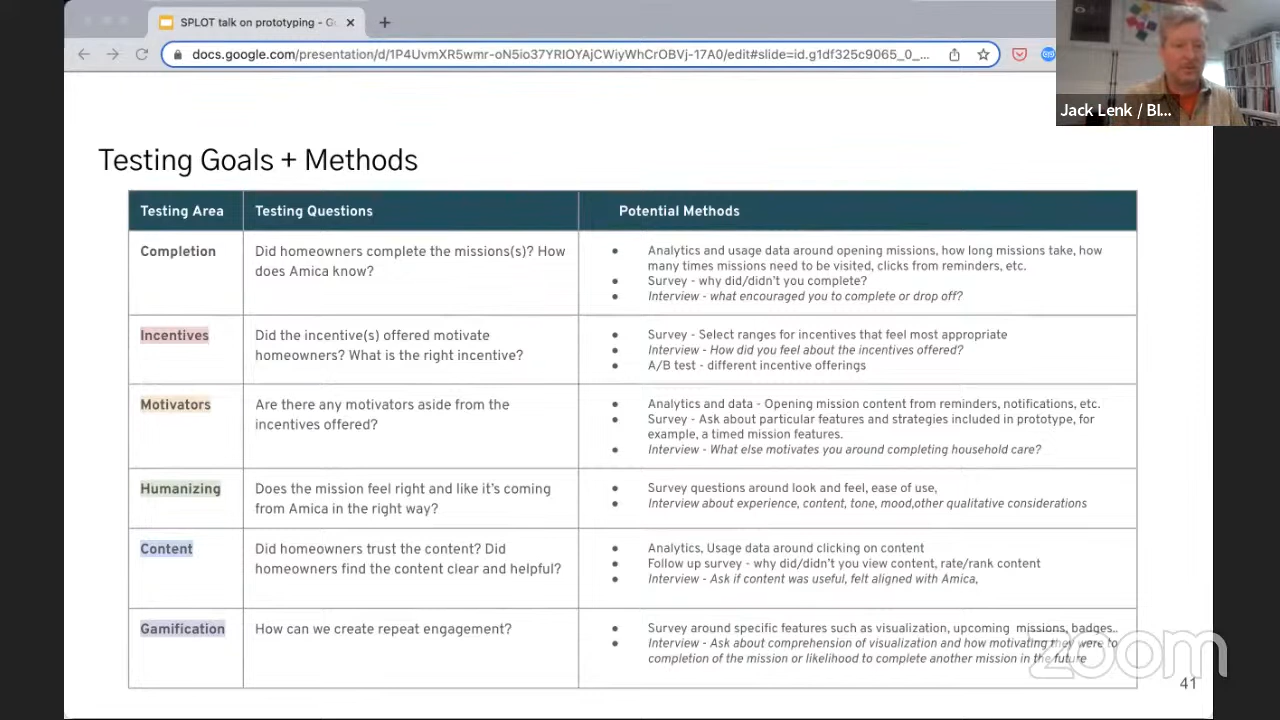 SPLOT talk on prototyping - G
docs.google.com/presentation/d/1P4UvmXR5wmr-oN5io37YRIOYAjCWiyWhCrOBVj-17A0/edit#slide=id.g1df325c9065_0_...
Jack Lenk / Bl...
Testing Goals + Methods
Testing Area
Testing Questions
Potential Methods
Completion
Did homeowners complete the missions(s)? How
does Amica know?
● Analytics and usage data around opening missions, how long missions take, how
many times missions need to be visited, clicks from reminders, etc.
● Survey - why did/didn't you complete?
● Interview - what encouraged you to complete or drop off?
Incentives
Did the incentive(s) offered motivate
homeowners? What is the right incentive?
● Survey - Select ranges for incentives that feel most appropriate
● Interview - How did you feel about the incentives offered?
● A/B test - different incentive offerings
Motivators
Are there any motivators aside from the
incentives offered?
● Analytics and data - Opening mission content from reminders, notifications, etc.
● Survey - Ask about particular features and strategies included in prototype, for
example, a timed mission features.
● Interview - What else motivates you around completing household care?
Humanizing
Does the mission feel right and like it's coming
from Amica in the right way?
● Survey questions around look and feel, ease of use,
● Interview about experience, content, tone, mood,other qualitative considerations
Content
Did homeowners trust the content? Did
homeowners find the content clear and helpful?
● Analytics, Usage data around clicking on content
● Follow up survey - why did/didn't you view content, rate/rank content
● Interview - Ask if content was useful, felt aligned with Amica,
Gamification
How can we create repeat engagement?
● Survey around specific features such as visualization, upcoming missions, badges..
● Interview - Ask about comprehension of visualization and how motivating they were to
completion of the mission or likelihood to complete another mission in the future
zoom
41